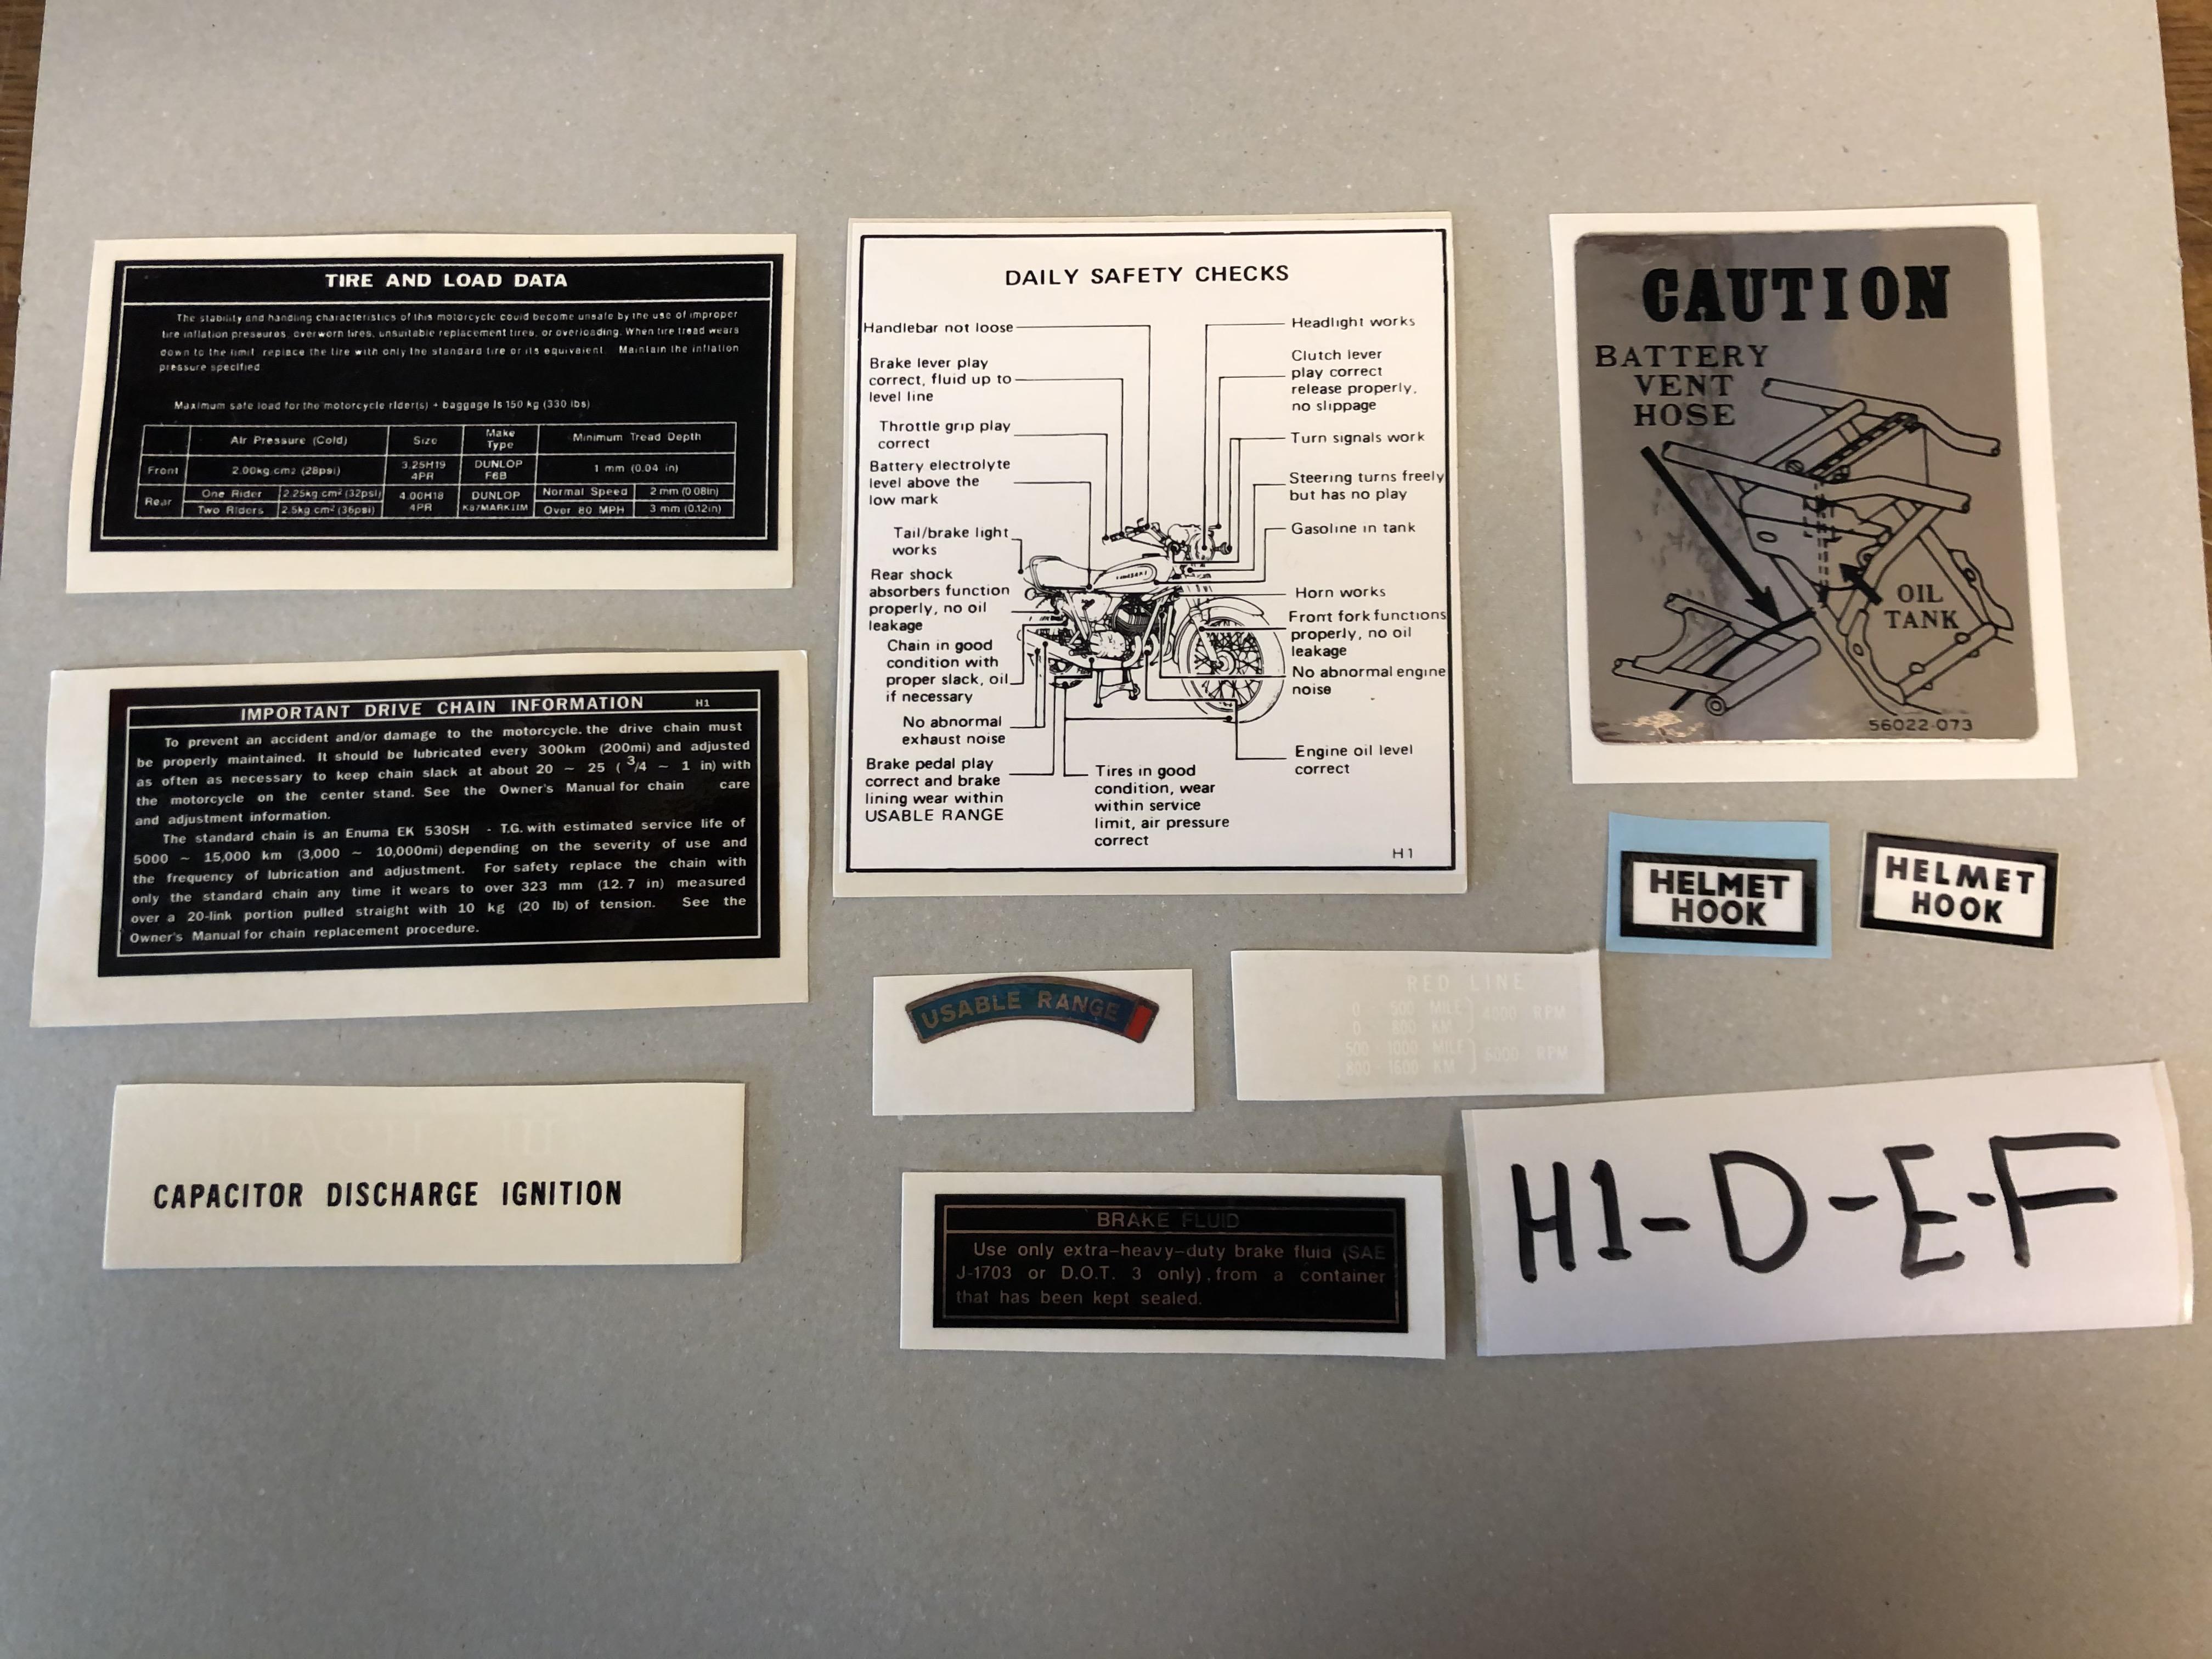 TIRE AND LOAD DATA
The stability and handling characteristics of this motorcycle could become unsafe by the use of improper
tire inflation pressures, overworn tires, unsuitable replacement tires, or overloading. When tire tread wears
down to the limit, replace the tire with only the standard tire or its equivalent. Maintain the inflation
pressure specified
Maximum safe load for the motorcycle rider(s) + baggage is 150 kg (330 lbs)
Air Pressure (Cold) Size Make Type Minimum Tread Depth
Front 2.00kg cm2 (28psi) 3.25H19 4PR DUNLOP F6B 1 mm (0.04 in)
Rear One Rider 2.25kg cm² (32psi) 4.00H18 4PR DUNLOP K87MARKIIM Normal Speed 2 mm (0.08in)
Two Riders 2.5kg cm² (36psi) Over 80 MPH 3 mm (0.12in)
IMPORTANT DRIVE CHAIN INFORMATION H1
To prevent an accident and/or damage to the motorcycle. the drive chain must
be properly maintained. It should be lubricated every 300km (200mi) and adjusted
as often as necessary to keep chain slack at about 20 ~ 25 ( 3/4 ~ 1 in) with
the motorcycle on the center stand. See the Owner's Manual for chain care
and adjustment information.
The standard chain is an Enuma EK 530SH - T.G. with estimated service life of
5000 ~ 15,000 km (3,000 ~ 10,000mi) depending on the severity of use and
the frequency of lubrication and adjustment. For safety replace the chain with
only the standard chain any time it wears to over 323 mm (12.7 in) measured
over a 20-link portion pulled straight with 10 kg (20 lb) of tension. See the
Owner's Manual for chain replacement procedure.
CAPACITOR DISCHARGE IGNITION
DAILY SAFETY CHECKS
Handlebar not loose
Brake lever play
correct, fluid up to
level line
Throttle grip play
correct
Battery electrolyte
level above the
low mark
Tail/brake light
works
Rear shock
absorbers function
properly, no oil
leakage
Chain in good
condition with
proper slack, oil
if necessary
No abnormal
exhaust noise
Brake pedal play
correct and brake
lining wear within
USABLE RANGE
Headlight works
Clutch lever
play correct
release properly,
no slippage
Turn signals work
Steering turns freely
but has no play
Gasoline in tank
Horn works
Front fork functions
properly, no oil
leakage
No abnormal engine
noise
Engine oil level
correct
Tires in good
condition, wear
within service
limit, air pressure
correct
H1
KAWASAKI
CAUTION
BATTERY
VENT
HOSE
OIL
TANK
56022-073
HELMET
HOOK
HELMET
HOOK
USABLE RANGE
RED LINE
0 500 MILE
0 800 KM
4000 RPM
500 1000 MILE
800 1600 KM
6000 RPM
BRAKE FLUID
Use only extra-heavy-duty brake fluid (SAE
J-1703 or D.O.T. 3 only), from a container
that has been kept sealed.
H1-D-E-F